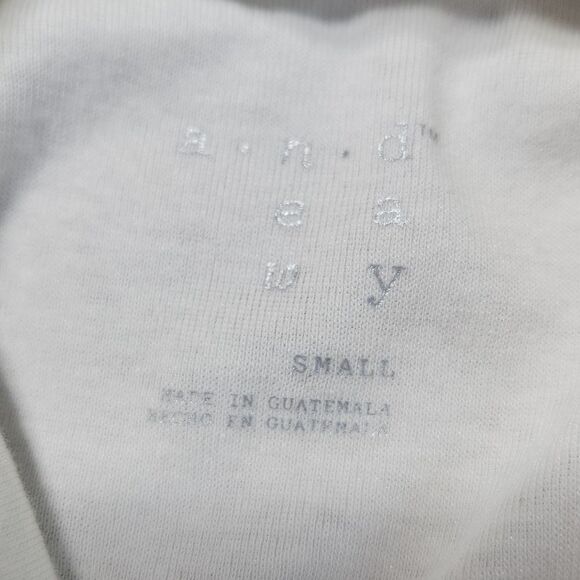 a·n·d™
e a
w y
SMALL
MADE IN GUATEMALA
HECHO EN GUATEMALA